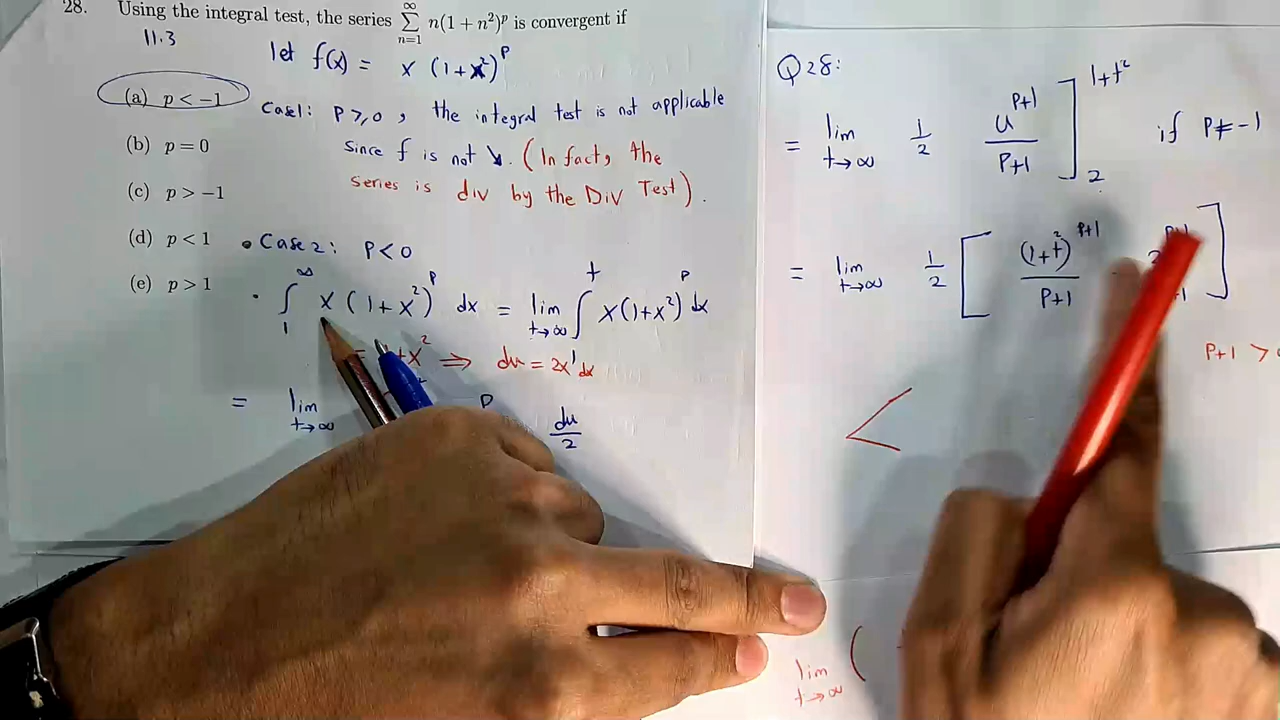 28. Using the integral test, the series ∑_{n=1}^{∞} n(1 + n²)^p is convergent if
11.3
let f(x) = x (1+x²)^p
(a) p < −1
(b) p = 0
(c) p > −1
(d) p < 1
(e) p > 1
Case1: P ≥ 0, the integral test is not applicable
since f is not ↘. (In fact, the
series is div by the Div Test).
• Case2: P < 0
• ∫_1^∞ x (1+x²)^p dx = lim_{t→∞} ∫^t x(1+x²)^p dx
= 1+x² ⇒ du = 2x' dx
= lim_{t→∞} p du/2
Q28:
= lim_{t→∞} 1/2 u^{P+1}/P+1 ]_2^{1+t²} if P ≠ -1
= lim_{t→∞} 1/2 [ (1+t²)^{P+1}/P+1
P+1 >
<
lim_{t→∞} (